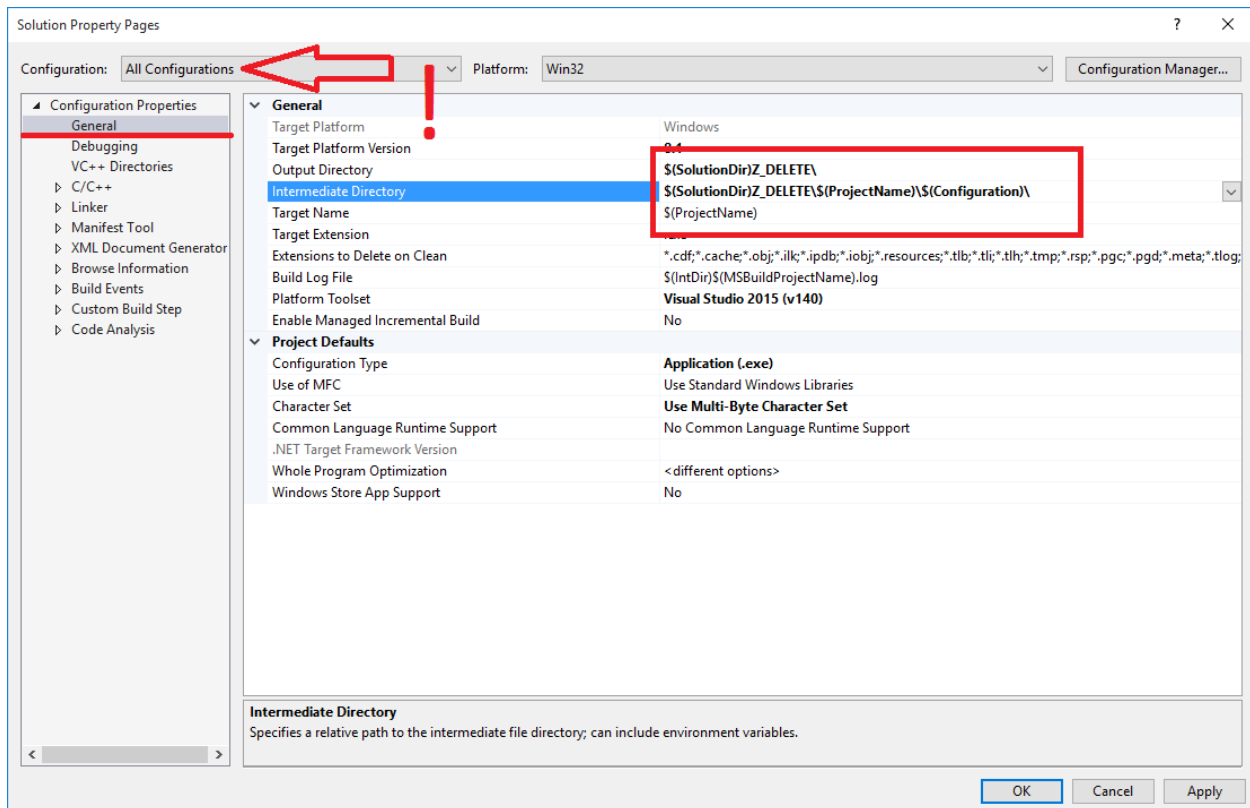 Solution Property Pages
? ×
Configuration: All Configurations Platform: Win32 Configuration Manager...
Configuration Properties
General
Debugging
VC++ Directories
C/C++
Linker
Manifest Tool
XML Document Generator
Browse Information
Build Events
Custom Build Step
Code Analysis
!
General
Target Platform Windows
Target Platform Version 8.1
Output Directory $(SolutionDir)Z_DELETE\
Intermediate Directory $(SolutionDir)Z_DELETE\$(ProjectName)\$(Configuration)\
Target Name $(ProjectName)
Target Extension
Extensions to Delete on Clean *.cdf;*.cache;*.obj;*.ilk;*.ipdb;*.iobj;*.resources;*.tlb;*.tli;*.tlh;*.tmp;*.rsp;*.pgc;*.pgd;*.meta;*.tlog;
Build Log File $(IntDir)$(MSBuildProjectName).log
Platform Toolset Visual Studio 2015 (v140)
Enable Managed Incremental Build No
Project Defaults
Configuration Type Application (.exe)
Use of MFC Use Standard Windows Libraries
Character Set Use Multi-Byte Character Set
Common Language Runtime Support No Common Language Runtime Support
.NET Target Framework Version
Whole Program Optimization <different options>
Windows Store App Support No
Intermediate Directory
Specifies a relative path to the intermediate file directory; can include environment variables.
OK Cancel Apply